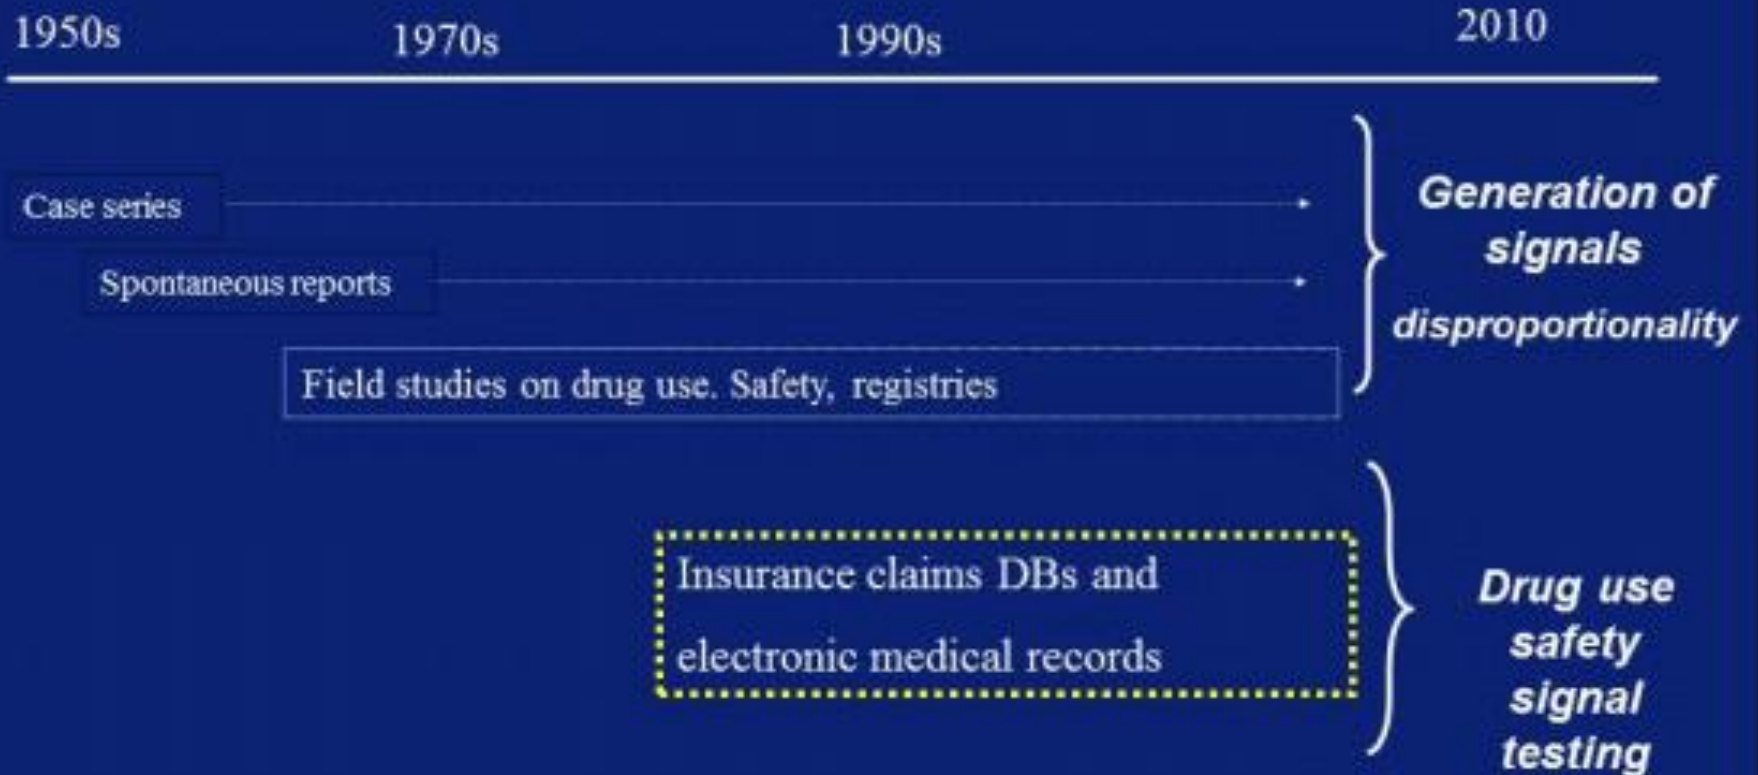 1950s
1970s
1990s
2010
Case series
Spontaneous reports
Field studies on drug use. Safety, registries
Generation of
signals
disproportionality
Insurance claims DBs and
electronic medical records
Drug use
safety
signal
testing